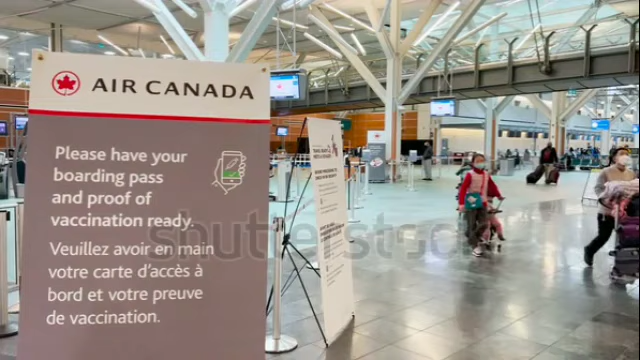 AIR CANADA
Please have your
boarding pass
and proof of
vaccination ready.
Veuillez avoir en main
votre carte d'accès à
bord et votre preuve
de vaccination.
shutterstock